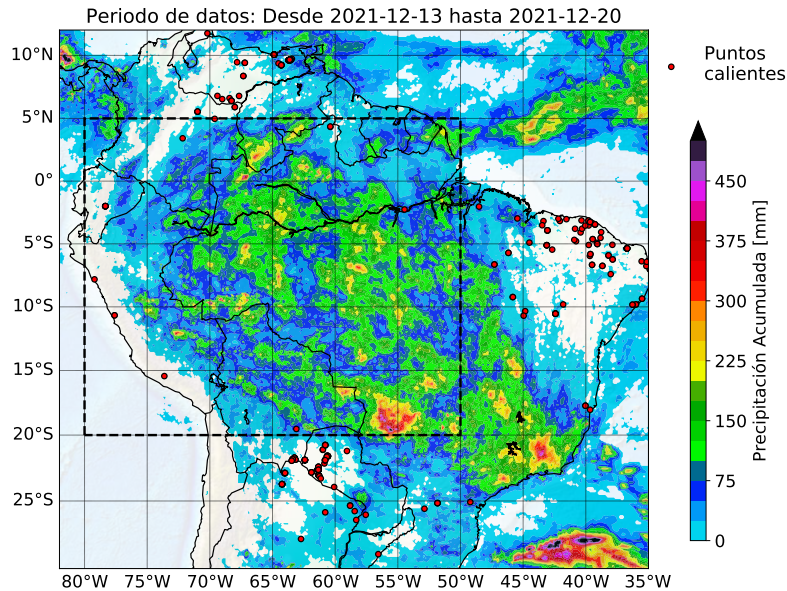 Periodo de datos: Desde 2021-12-13 hasta 2021-12-20
Puntos
calientes
10°N
5°N
0°
5°S
10°S
15°S
20°S
25°S
80°W
75°W
70°W
65°W
60°W
55°W
50°W
45°W
40°W
35°W
450
375
300
225
150
75
0
Precipitación Acumulada [mm]